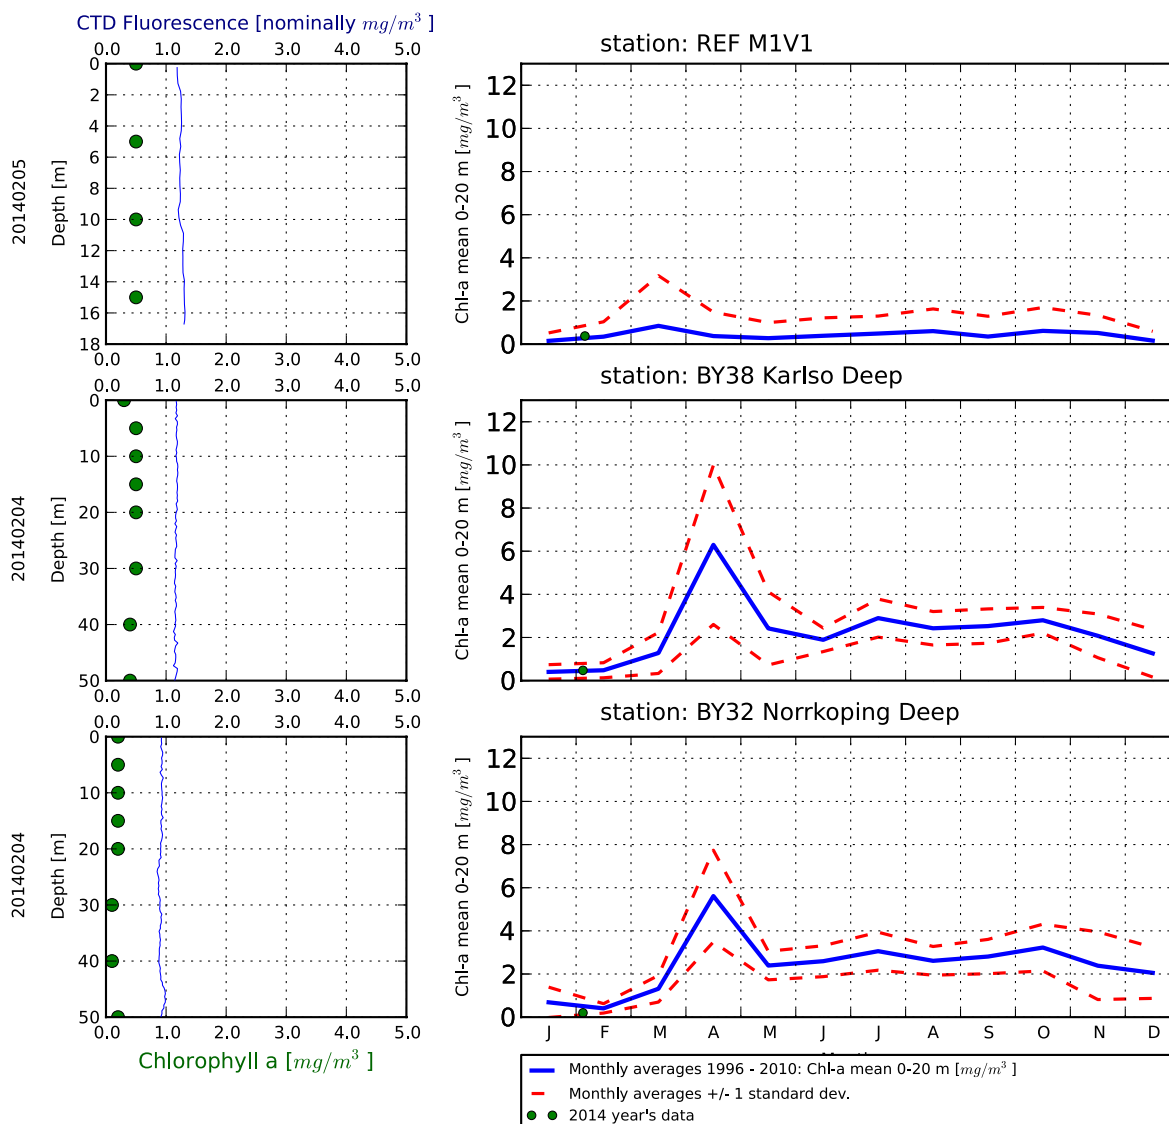 CTD Fluorescence [nominally mg/m³ ]
0.0 1.0 2.0 3.0 4.0 5.0
0 2 4 6 8 10 12 14 16 18
Depth [m]
20140205
0.0 1.0 2.0 3.0 4.0 5.0
station: REF M1V1
0 2 4 6 8 10 12
Chl-a mean 0-20 m [mg/m³]
0.0 1.0 2.0 3.0 4.0 5.0
0 10 20 30 40 50
Depth [m]
20140204
0.0 1.0 2.0 3.0 4.0 5.0
station: BY38 Karlso Deep
0 2 4 6 8 10 12
Chl-a mean 0-20 m [mg/m³]
0.0 1.0 2.0 3.0 4.0 5.0
0 10 20 30 40 50
Depth [m]
20140204
0.0 1.0 2.0 3.0 4.0 5.0
Chlorophyll a [mg/m³ ]
station: BY32 Norrkoping Deep
0 2 4 6 8 10 12
Chl-a mean 0-20 m [mg/m³]
J F M A M J J A S O N D
Monthly averages 1996 - 2010: Chl-a mean 0-20 m [mg/m³ ]
Monthly averages +/- 1 standard dev.
2014 year's data